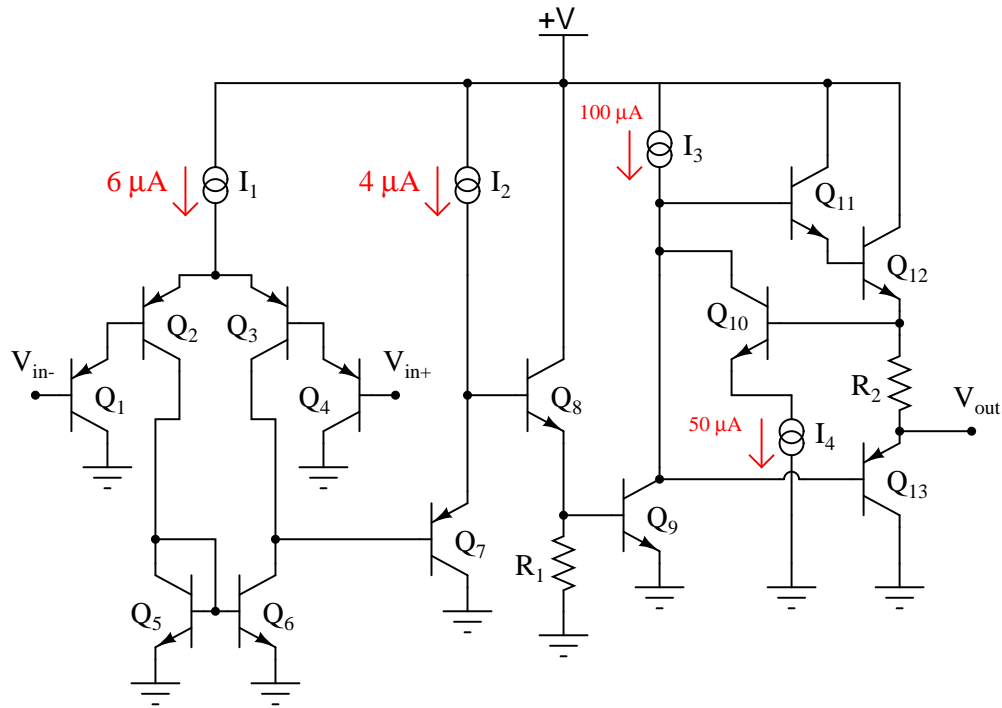 +V
100 μA
I3
6 μA
I1
4 μA
I2
Q11
Q12
Q2
Q3
Q10
Vin-
Vin+
Q1
Q4
Q8
R2
Vout
50 μA
I4
Q13
Q7
Q9
R1
Q5
Q6